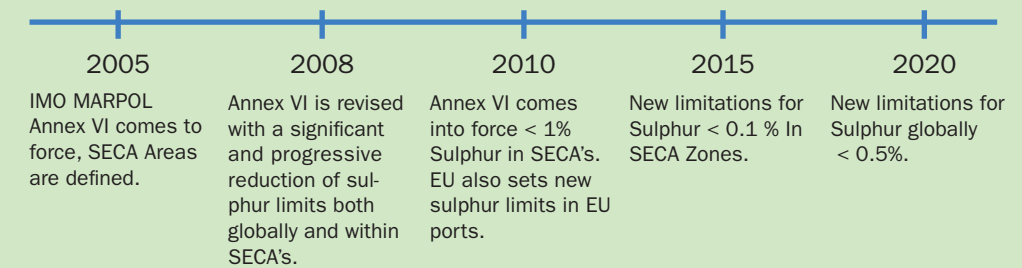 2005
IMO MARPOL
Annex VI comes to
force, SECA Areas
are defined.
2008
Annex VI is revised
with a significant
and progressive
reduction of sul-
phur limits both
globally and within
SECA's.
2010
Annex VI comes
into force < 1%
Sulphur in SECA's.
EU also sets new
sulphur limits in EU
ports.
2015
New limitations for
Sulphur < 0.1 % In
SECA Zones.
2020
New limitations for
Sulphur globally
< 0.5%.